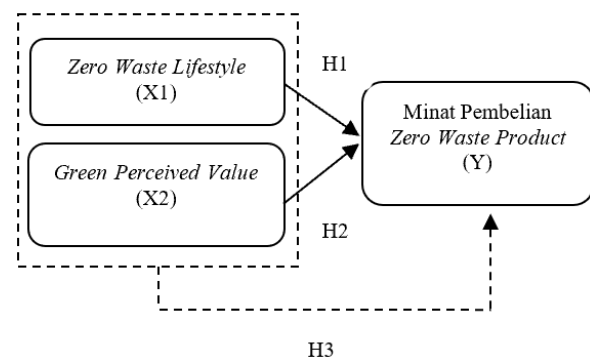 Zero Waste Lifestyle
(X1)
H1
Minat Pembelian
Zero Waste Product
(Y)
Green Perceived Value
(X2)
H2
H3